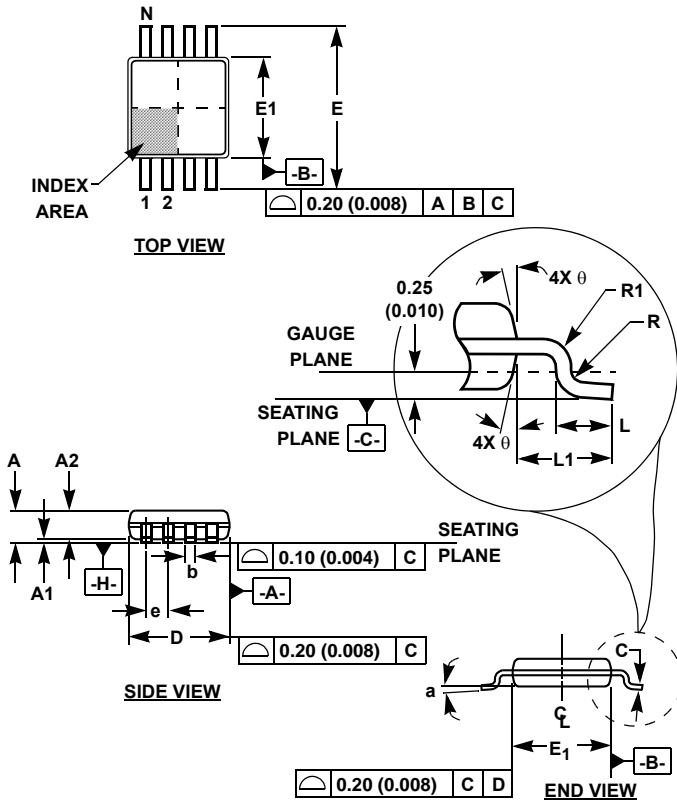 N
E1
E
-B-
INDEX
AREA
1 2
0.20 (0.008) A B C
TOP VIEW
0.25
(0.010)
4X θ
R1
R
GAUGE
PLANE
SEATING
PLANE
-C-
4X θ
L
L1
A
A2
SEATING
PLANE
A1
-H-
b
0.10 (0.004) C
-A-
e
D
0.20 (0.008) C
SIDE VIEW
C
a
CL
E1
-B-
0.20 (0.008) C D
END VIEW